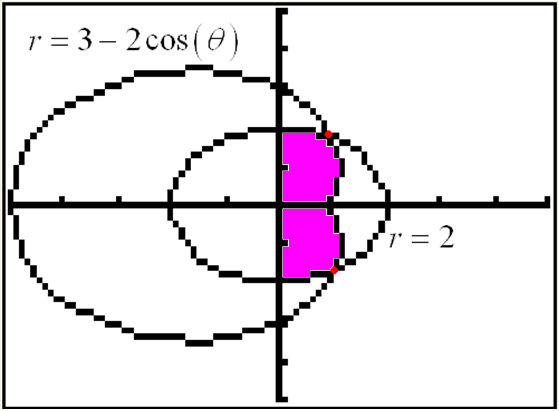 r = 3 − 2cos(θ)
r = 2